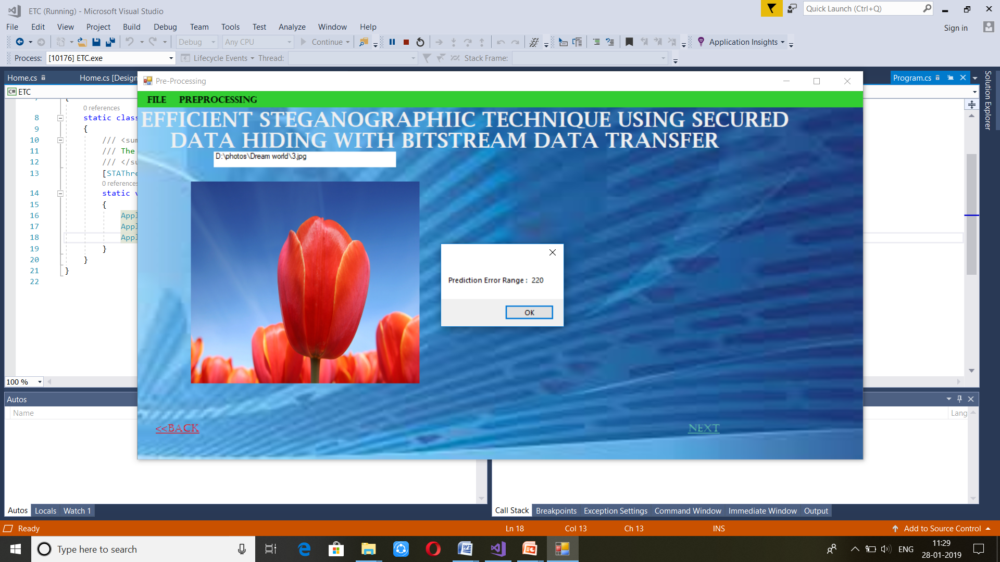 ETC (Running) - Microsoft Visual Studio
Quick Launch (Ctrl+Q)
File Edit View Project Build Debug Team Tools Test Analyze Window Help
Sign in
Debug Any CPU Continue Application Insights
Process: [10176] ETC.exe Lifecycle Events Thread: Stack Frame:
Home.cs Home.cs [Design Program.cs
Solution Explorer
C# ETC
Pre-Processing
FILE PREPROCESSING
EFFICIENT STEGANOGRAPHIIC TECHNIQUE USING SECURED
DATA HIDING WITH BITSTREAM DATA TRANSFER
D:\photos\Dream world\3.jpg
Prediction Error Range : 220
OK
<<BACK
NEXT
{
0 references
8 static class
9 {
10 /// <sum
11 /// The
12 /// </su
13 [STAThre
0 references
14 static v
15 {
16 Appl
17 Appl
18 Appl
19 }
20 }
21 }
22
100 %
Autos
Name
Lang
Autos Locals Watch 1
Call Stack Breakpoints Exception Settings Command Window Immediate Window Output
Ready Ln 18 Col 13 Ch 13 INS Add to Source Control
Type here to search
ENG
11:29
28-01-2019